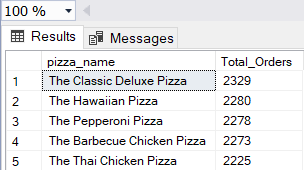 100 %
Results Messages
pizza_name Total_Orders
1 The Classic Deluxe Pizza 2329
2 The Hawaiian Pizza 2280
3 The Pepperoni Pizza 2278
4 The Barbecue Chicken Pizza 2273
5 The Thai Chicken Pizza 2225